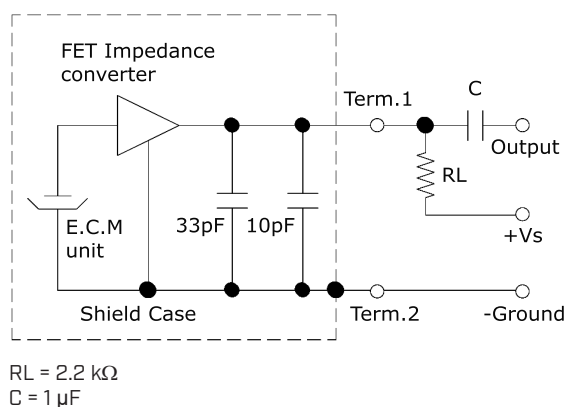 FET Impedance
converter
Term.1
C
Output
RL
+Vs
E.C.M
unit
33pF
10pF
Shield Case
Term.2
-Ground
RL = 2.2 kΩ
C = 1 µF